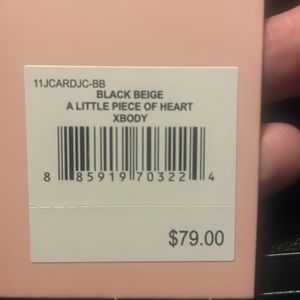 11JCARDJC-BB
BLACK BEIGE
A LITTLE PIECE OF HEART
XBODY
8 85919 70322 4
$79.00